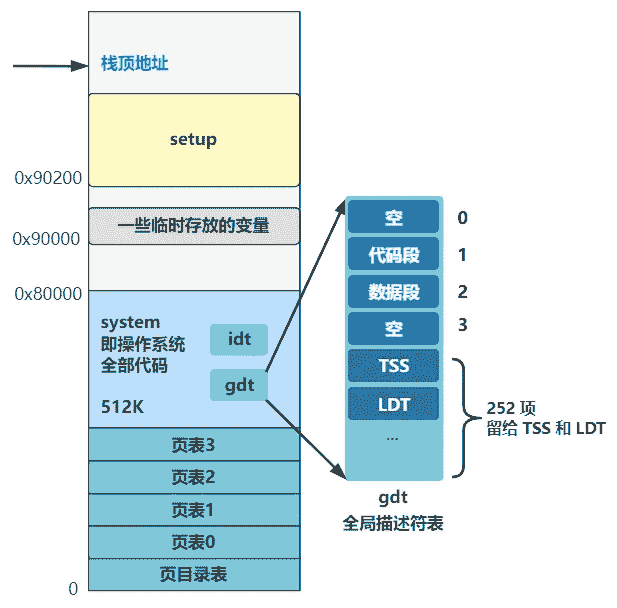 栈顶地址
setup
0x90200
一些临时存放的变量
0x90000
0x80000
system
即操作系统
全部代码
512K
idt
gdt
页表3
页表2
页表1
页表0
页目录表
0
空
0
代码段
1
数据段
2
空
3
TSS
LDT
...
252 项
留给 TSS 和 LDT
gdt
全局描述符表